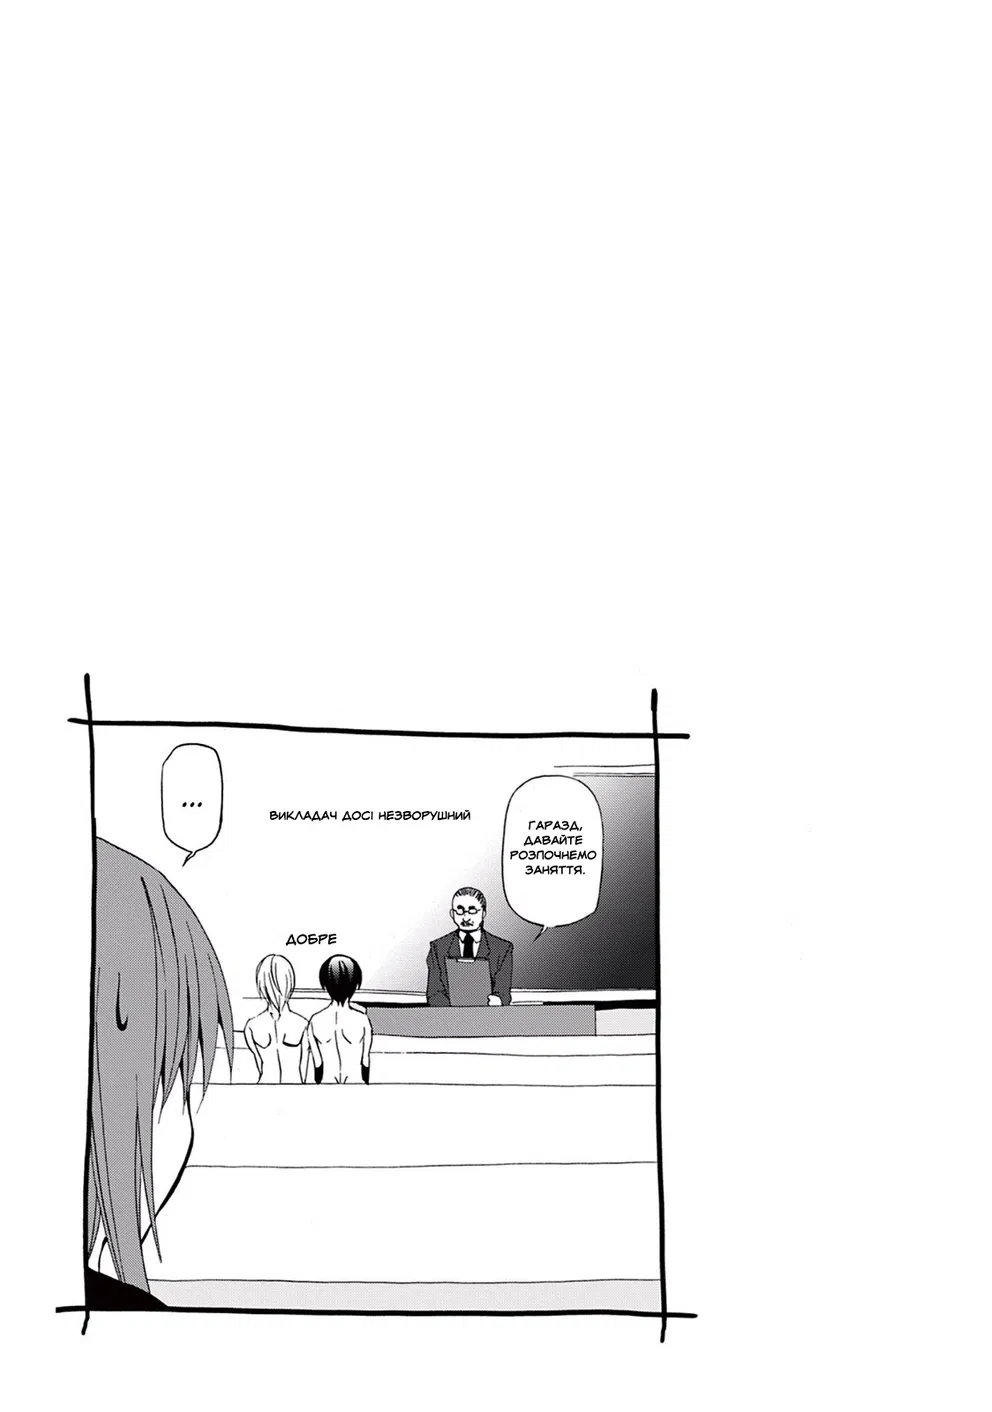 ...
ВИКЛАДАЧ ДОСІ НЕЗВОРУШНИЙ
ГАРАЗД,
ДАВАЙТЕ
РОЗПОЧНЕМО
ЗАНЯТТЯ.
ДОБРЕ